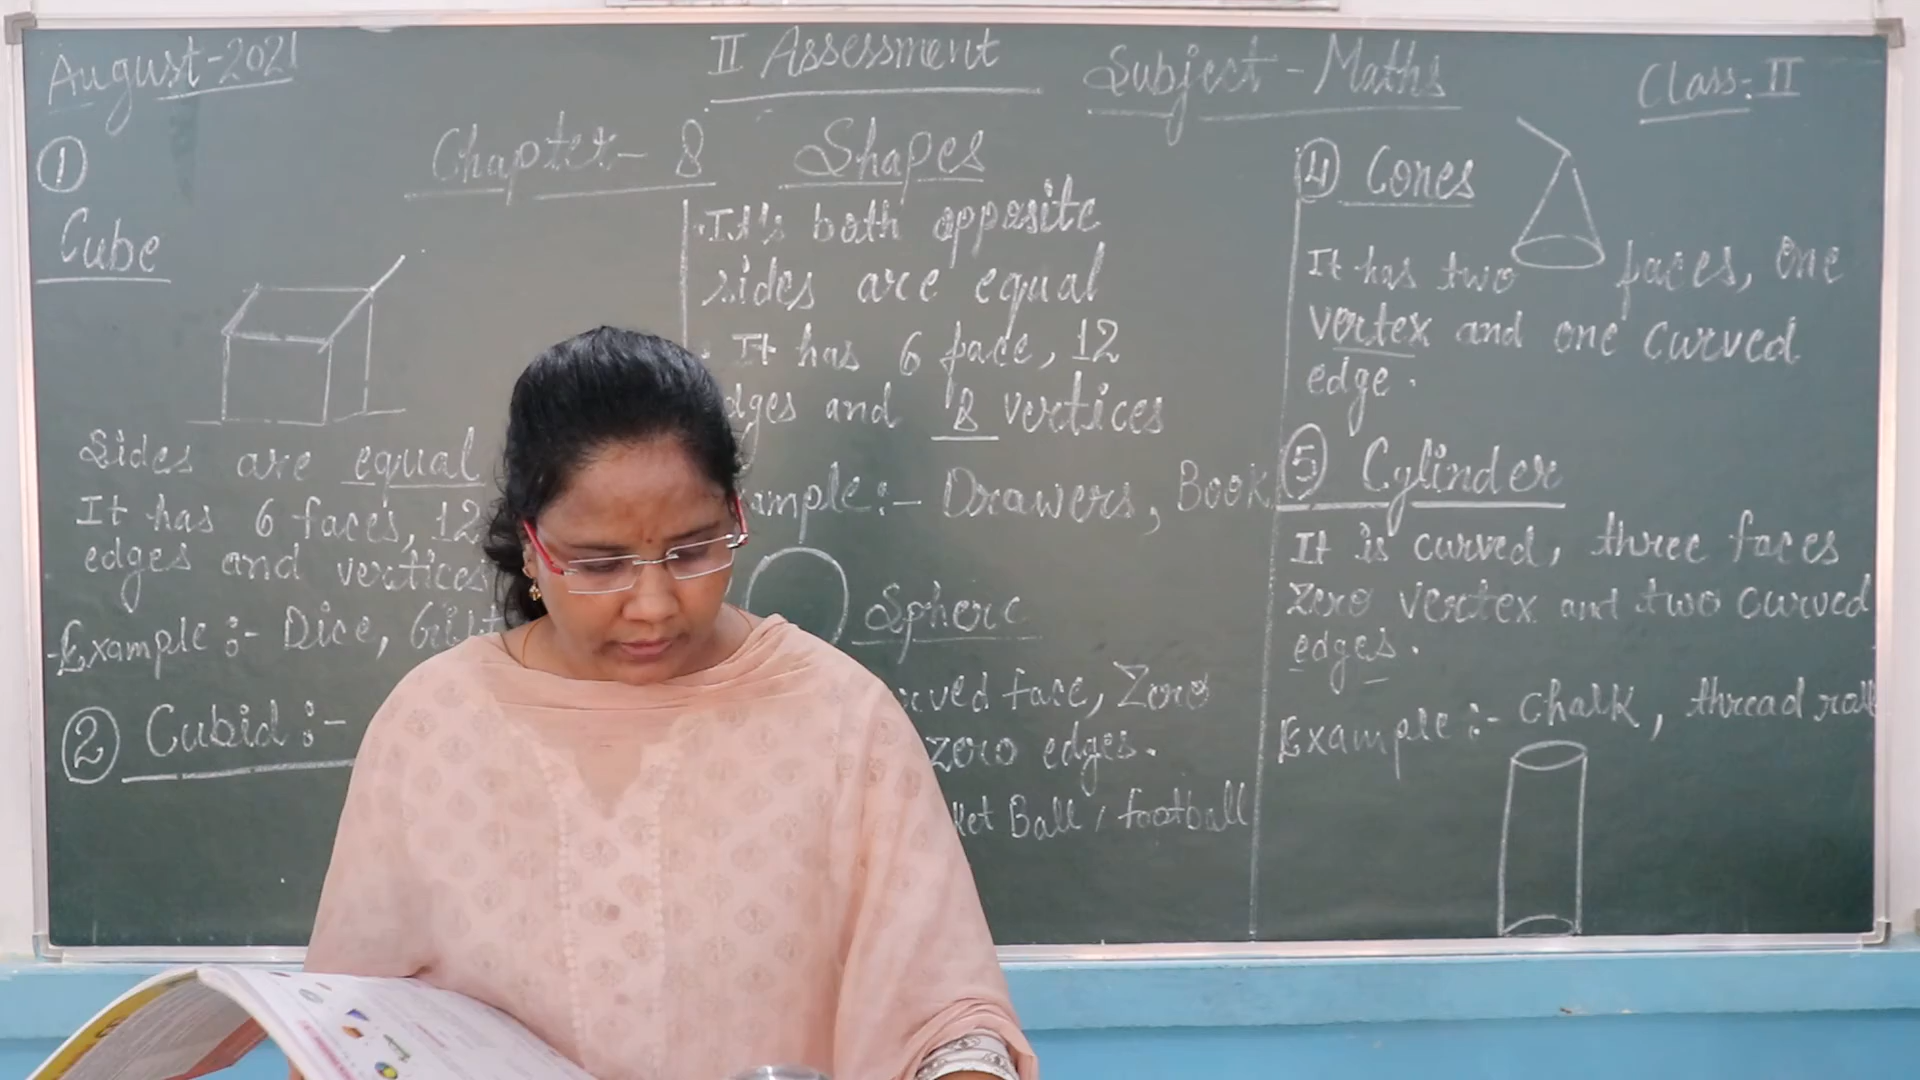 August-2021
II Assessment
Subject - Maths
Class: II
Chapter- 8 Shapes
①
Cube
Sides are equal
It has 6 faces, 12
edges and vertices
Example :- Dice, Gift
② Cubid :-
It's both opposite
sides are equal
It has 6 face, 12
and 8 vertices
:- Drawers, Book
Spheric
face, Zoro
zero edges.
Ball, football
④ Cones
It has two faces, One
vertex and one curved
edge.
⑤ Cylinder
It is curved, three faces
Zero vertex and two curved
edges.
Example :- Chalk, thread